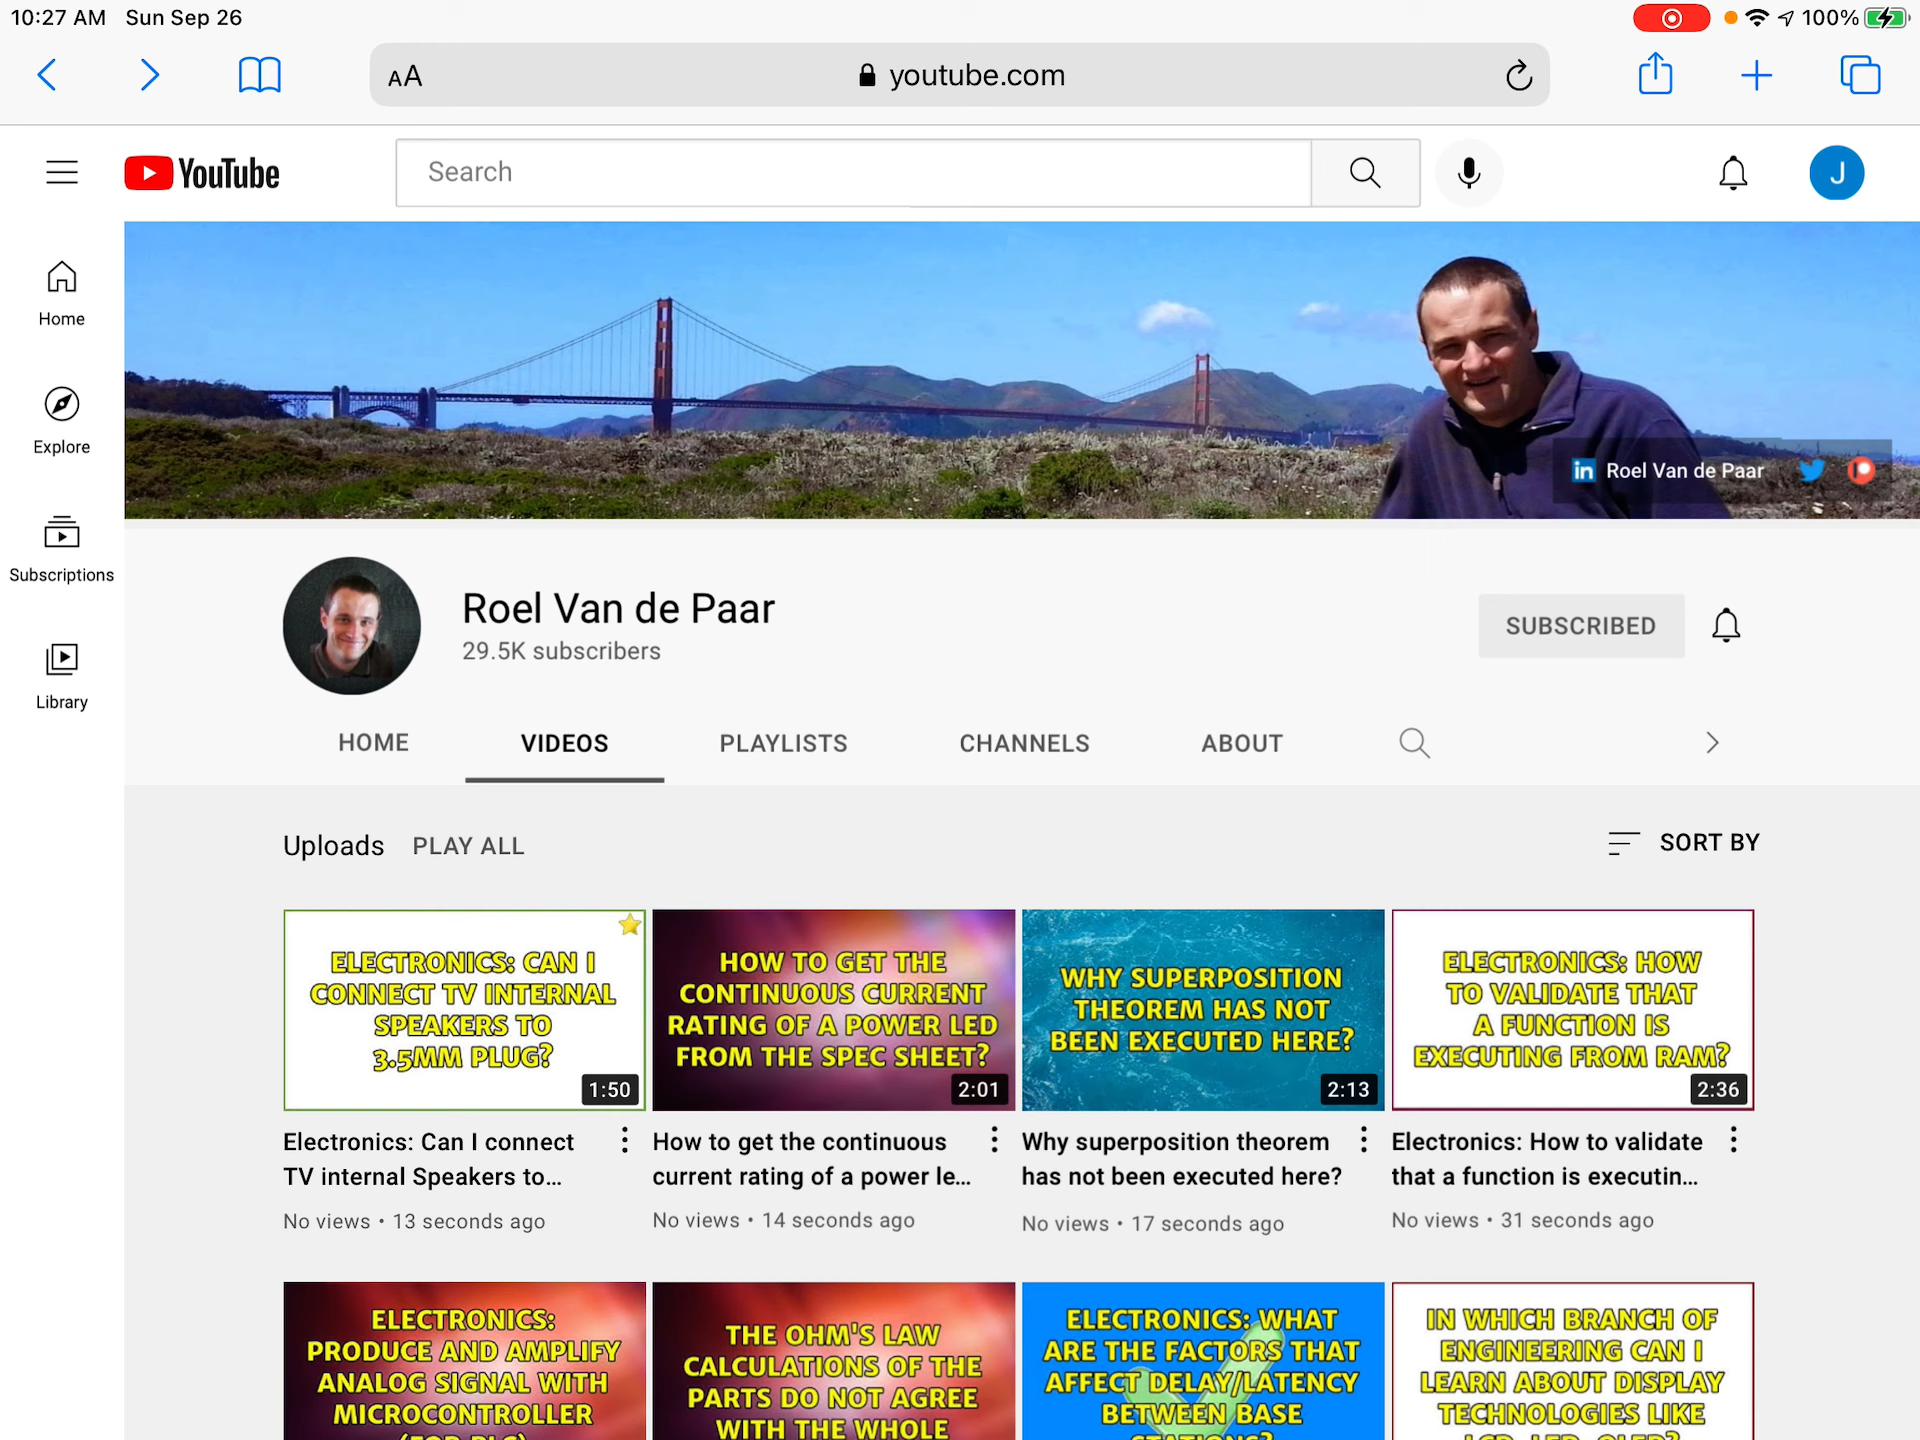 10:27 AM Sun Sep 26
100%
AA
youtube.com
YouTube
Search
J
Home
Explore
Subscriptions
Library
in Roel Van de Paar
Roel Van de Paar
29.5K subscribers
SUBSCRIBED
HOME VIDEOS PLAYLISTS CHANNELS ABOUT
Uploads PLAY ALL
SORT BY
ELECTRONICS: CAN I
CONNECT TV INTERNAL
SPEAKERS TO
3.5MM PLUG?
1:50
Electronics: Can I connect
TV internal Speakers to...
No views • 13 seconds ago
HOW TO GET THE
CONTINUOUS CURRENT
RATING OF A POWER LED
FROM THE SPEC SHEET?
2:01
How to get the continuous
current rating of a power le...
No views • 14 seconds ago
WHY SUPERPOSITION
THEOREM HAS NOT
BEEN EXECUTED HERE?
2:13
Why superposition theorem
has not been executed here?
No views • 17 seconds ago
ELECTRONICS: HOW
TO VALIDATE THAT
A FUNCTION IS
EXECUTING FROM RAM?
2:36
Electronics: How to validate
that a function is executin...
No views • 31 seconds ago
ELECTRONICS:
PRODUCE AND AMPLIFY
ANALOG SIGNAL WITH
MICROCONTROLLER
THE OHM'S LAW
CALCULATIONS OF THE
PARTS DO NOT AGREE
WITH THE WHOLE
ELECTRONICS: WHAT
ARE THE FACTORS THAT
AFFECT DELAY/LATENCY
BETWEEN BASE
STATIONS?
IN WHICH BRANCH OF
ENGINEERING CAN I
LEARN ABOUT DISPLAY
TECHNOLOGIES LIKE